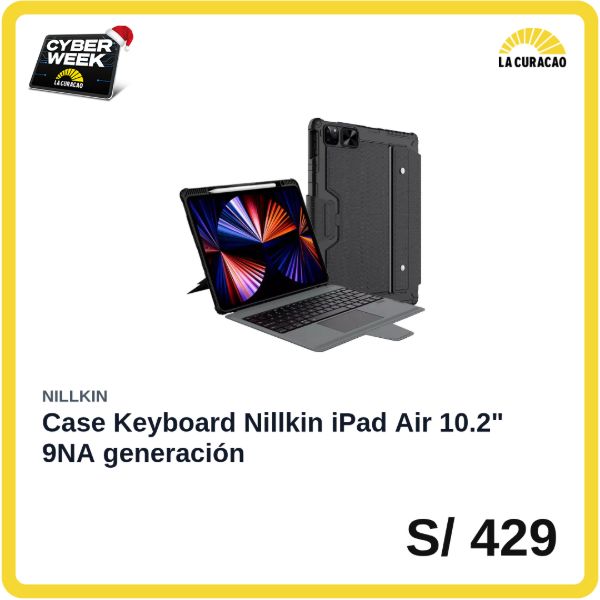 CYBER
WEEK
LA CURACAO
LA CURACAO
NILLKIN
Case Keyboard Nillkin iPad Air 10.2"
9NA generación
S/ 429